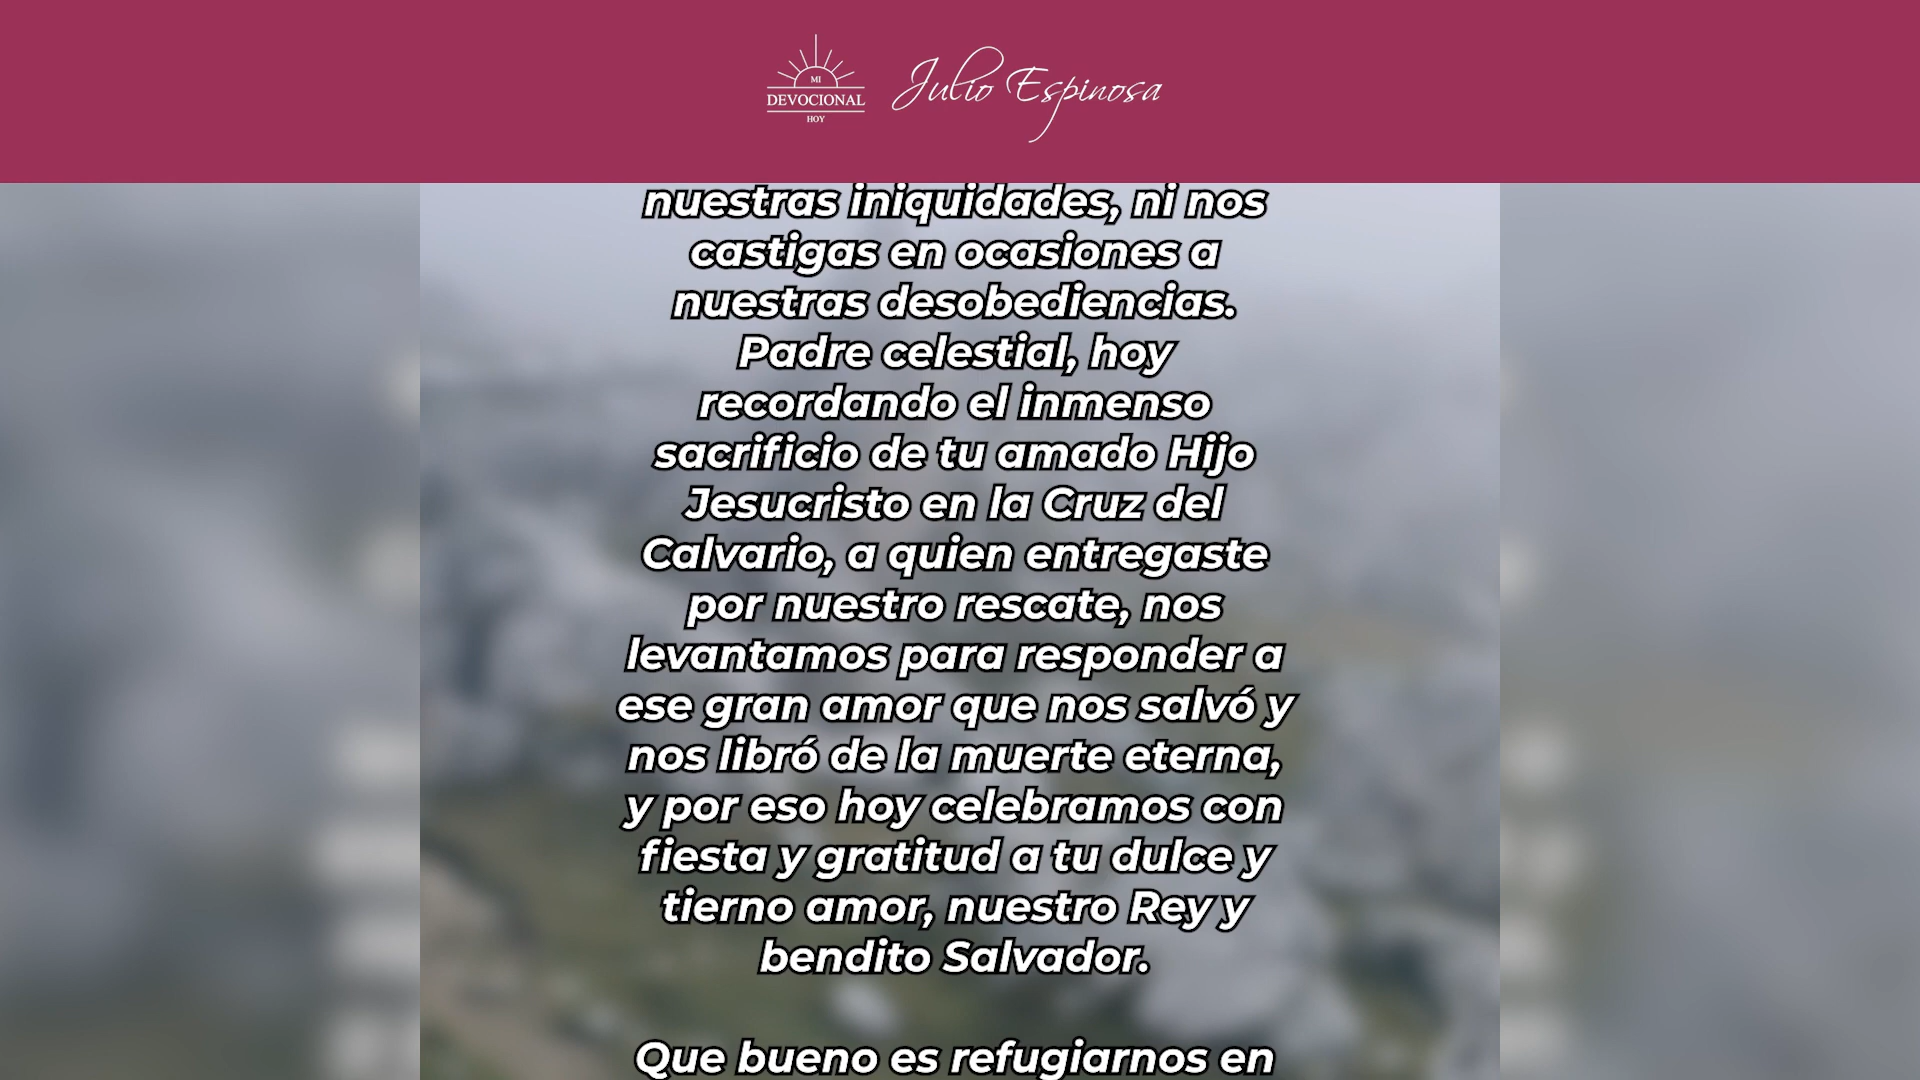 MI
DEVOCIONAL
HOY
Julio Espinosa
nuestras iniquidades, ni nos
castigas en ocasiones a
nuestras desobediencias.
Padre celestial, hoy
recordando el inmenso
sacrificio de tu amado Hijo
Jesucristo en la Cruz del
Calvario, a quien entregaste
por nuestro rescate, nos
levantamos para responder a
ese gran amor que nos salvó y
nos libró de la muerte eterna,
y por eso hoy celebramos con
fiesta y gratitud a tu dulce y
tierno amor, nuestro Rey y
bendito Salvador.
Que bueno es refugiarnos en